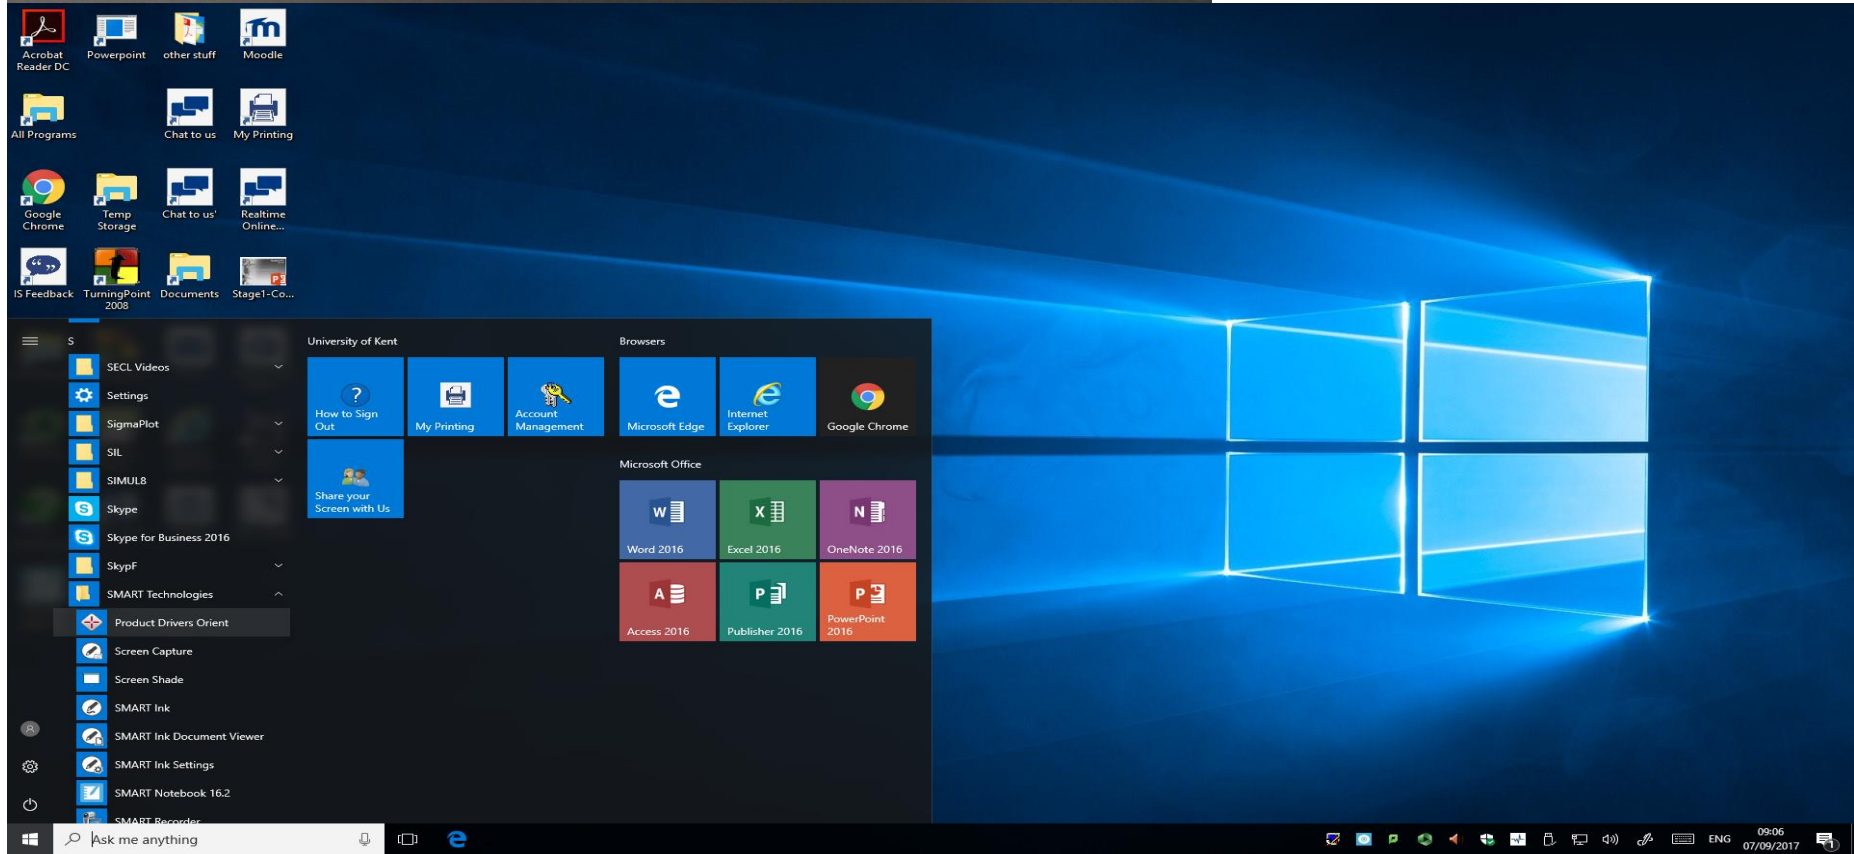 Acrobat
Reader DC
Powerpoint
other stuff
Moodle
All Programs
Chat to us
My Printing
Google
Chrome
Temp
Storage
Chat to us'
Realtime
Online...
IS Feedback
TurningPoint
2008
Documents
Stage1-Co...
S
SECL Videos
Settings
SigmaPlot
SIL
SIMUL8
Skype
Skype for Business 2016
SkypF
SMART Technologies
Product Drivers Orient
Screen Capture
Screen Shade
SMART Ink
SMART Ink Document Viewer
SMART Ink Settings
SMART Notebook 16.2
SMART Recorder
University of Kent
How to Sign
Out
My Printing
Account
Management
Share your
Screen with Us
Browsers
Microsoft Edge
Internet
Explorer
Google Chrome
Microsoft Office
Word 2016
Excel 2016
OneNote 2016
Access 2016
Publisher 2016
PowerPoint
2016
Ask me anything
ENG
09:06
07/09/2017
1